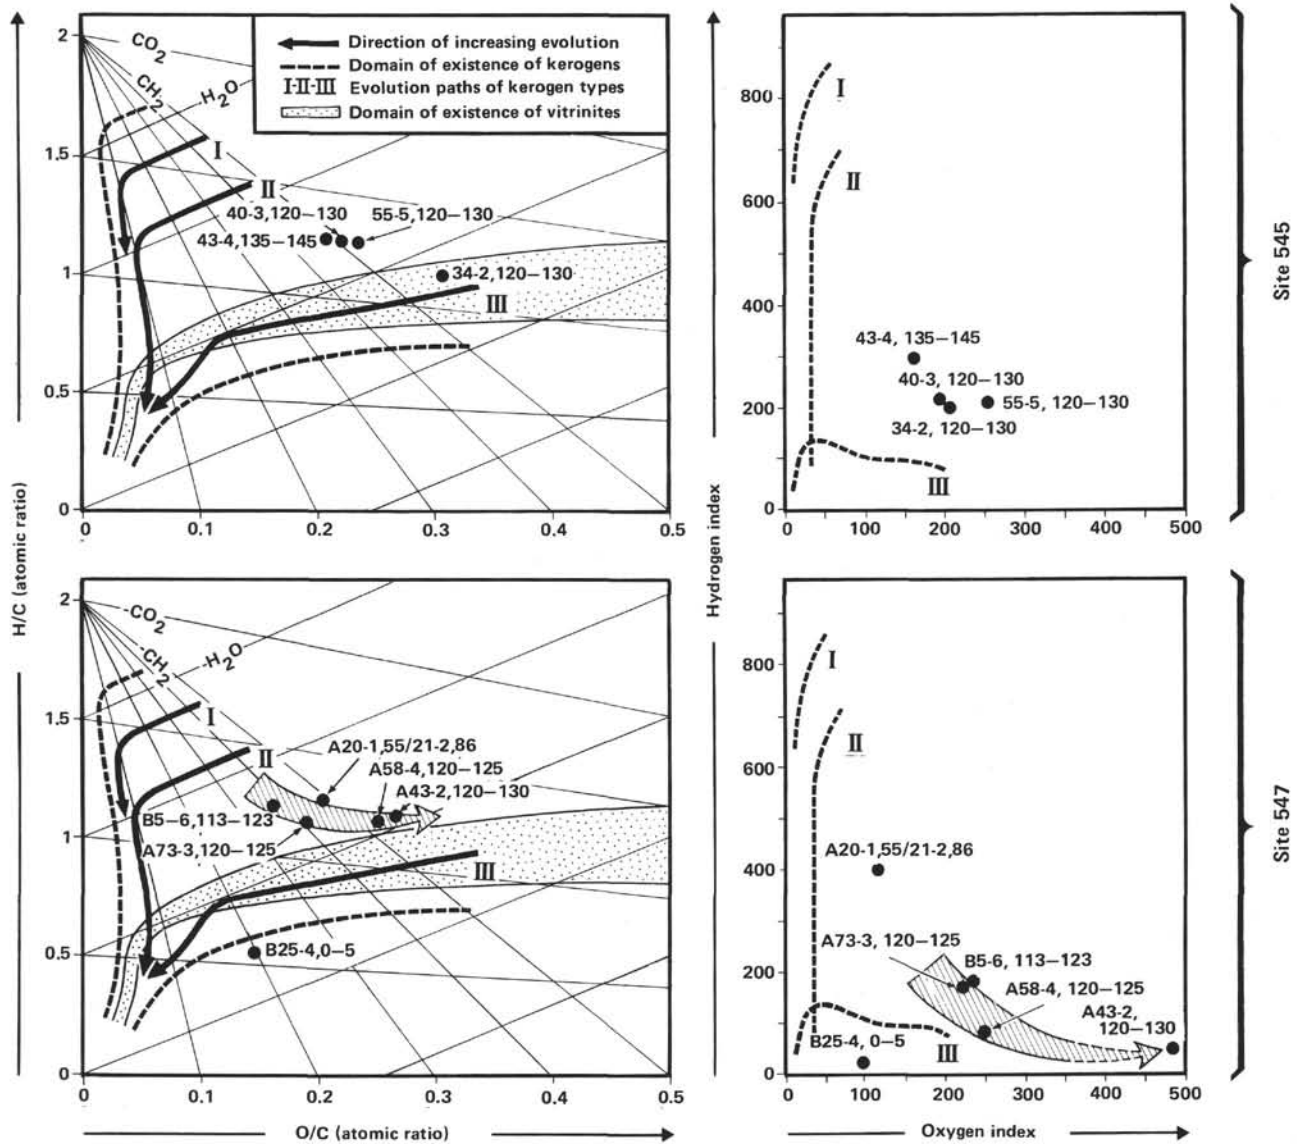 Direction of increasing evolution
Domain of existence of kerogens
I-II-III Evolution paths of kerogen types
Domain of existence of vitrinites
CO2
CH2
H2O
I
II
III
40-3,120–130
55-5,120–130
43-4,135–145
34-2,120–130
2
1.5
1
0.5
0
0 0.1 0.2 0.3 0.4 0.5
H/C (atomic ratio)
800
600
400
200
0
0 100 200 300 400 500
I
II
III
43-4, 135–145
40-3, 120–130
55-5, 120–130
34-2, 120–130
Hydrogen index
Site 545
-CO2
-CH2
-H2O
I
II
III
A20-1,55/21-2,86
A58-4,120–125
A43-2,120–130
B5–6,113–123
A73-3,120–125
B25-4,0–5
2
1.5
1
0.5
0
0 0.1 0.2 0.3 0.4 0.5
O/C (atomic ratio)
800
600
400
200
0
0 100 200 300 400 500
I
II
III
A20-1,55/21-2,86
A73-3, 120–125
B5-6, 113–123
A58-4, 120–125
A43-2,
120–130
B25-4, 0–5
Oxygen index
Site 547